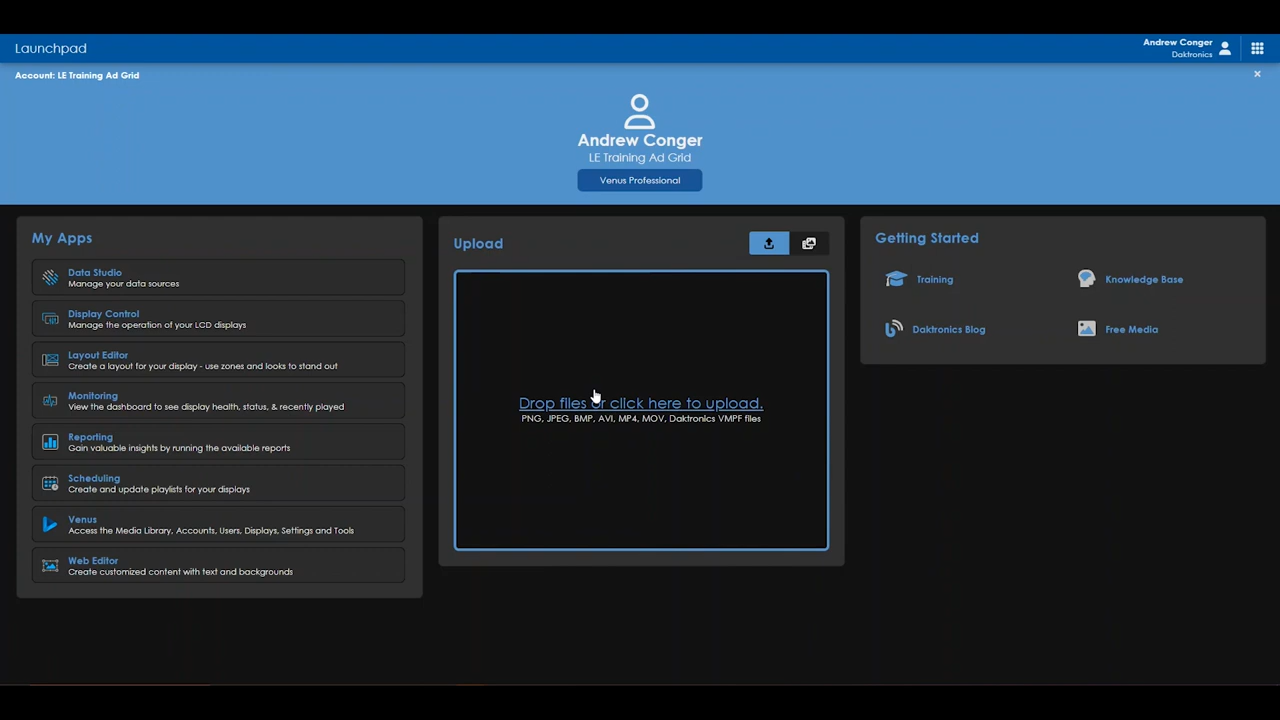 Launchpad
Andrew Conger
Daktronics
Account: LE Training Ad Grid
Andrew Conger
LE Training Ad Grid
Venus Professional
My Apps
Data Studio
Manage your data sources
Display Control
Manage the operation of your LCD displays
Layout Editor
Create a layout for your display - use zones and looks to stand out
Monitoring
View the dashboard to see display health, status, & recently played
Reporting
Gain valuable insights by running the available reports
Scheduling
Create and update playlists for your displays
Venus
Access the Media Library, Accounts, Users, Displays, Settings and Tools
Web Editor
Create customized content with text and backgrounds
Upload
Drop files or click here to upload.
PNG, JPEG, BMP, AVI, MP4, MOV, Daktronics VMPF files
Getting Started
Training
Knowledge Base
Daktronics Blog
Free Media